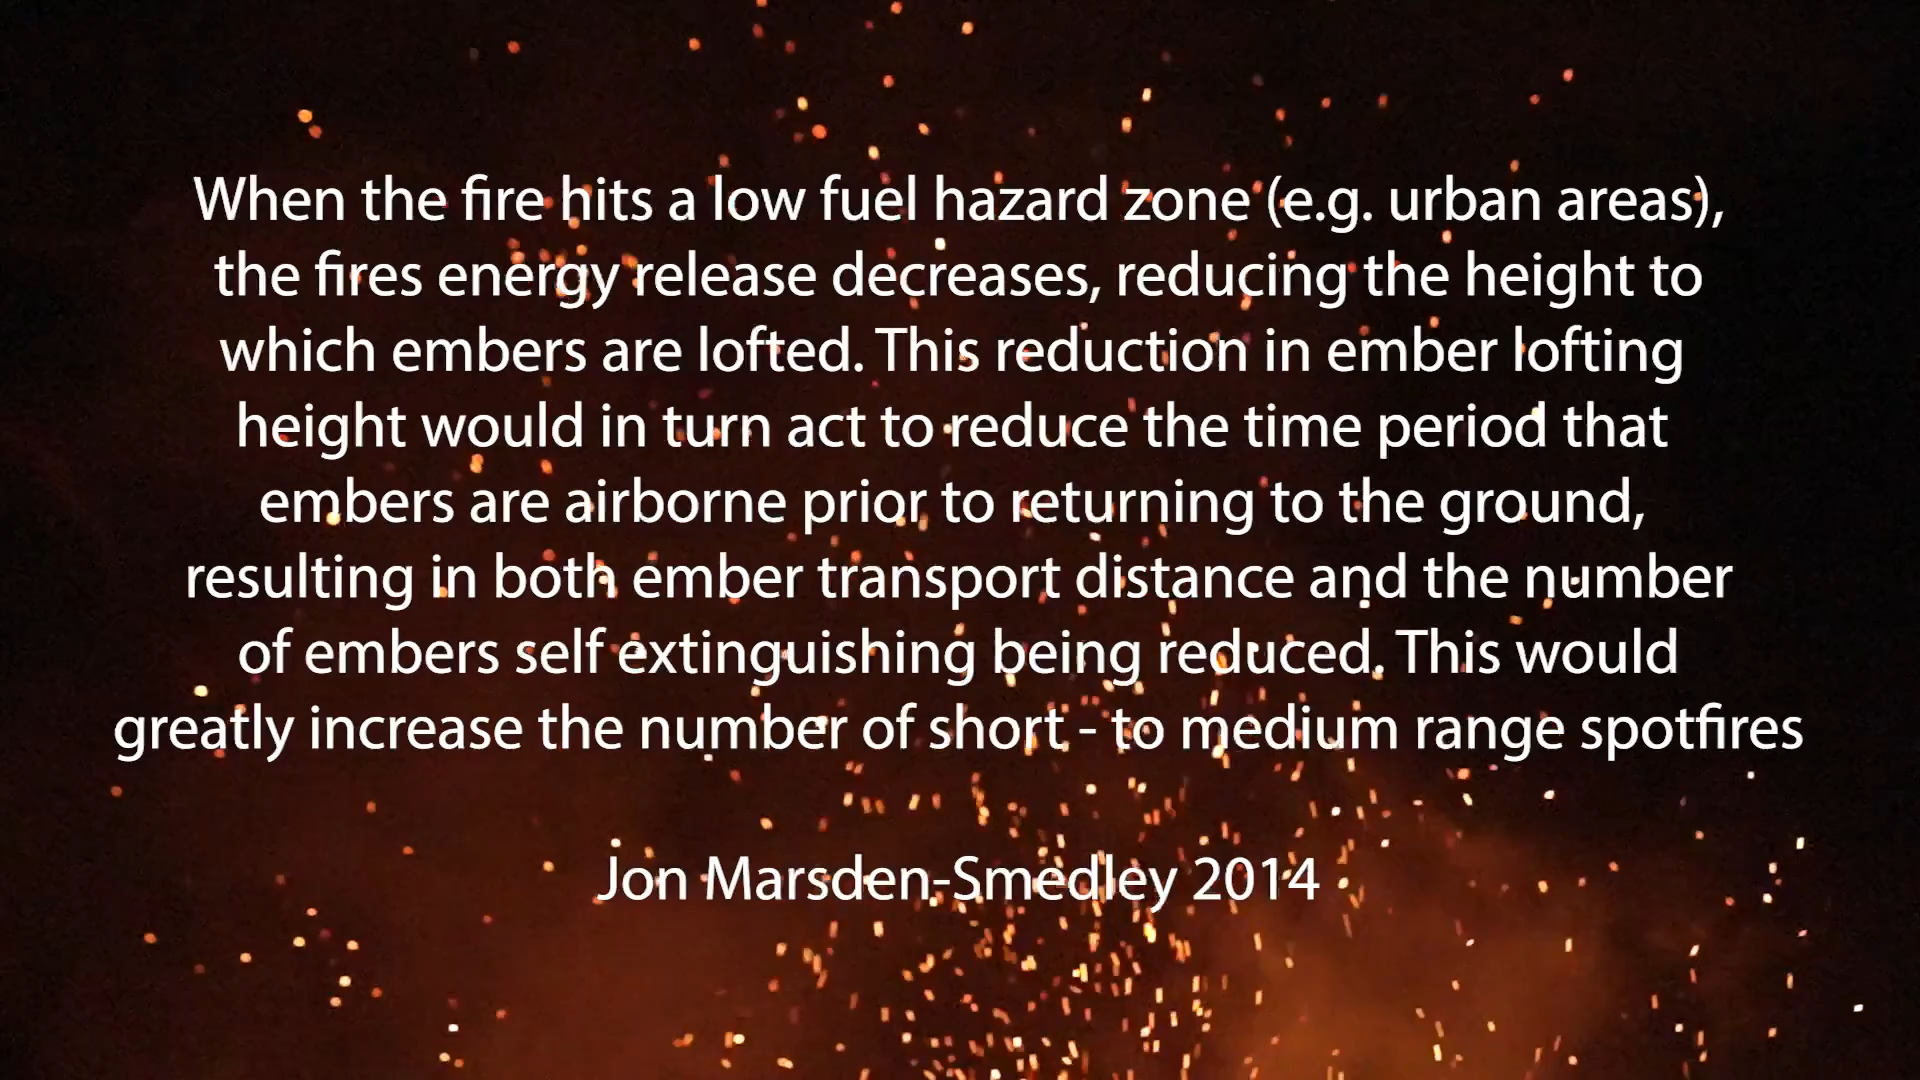 When the fire hits a low fuel hazard zone (e.g. urban areas),
the fires energy release decreases, reducing the height to
which embers are lofted. This reduction in ember lofting
height would in turn act to reduce the time period that
embers are airborne prior to returning to the ground,
resulting in both ember transport distance and the number
of embers self extinguishing being reduced. This would
greatly increase the number of short - to medium range spotfires
Jon Marsden-Smedley 2014